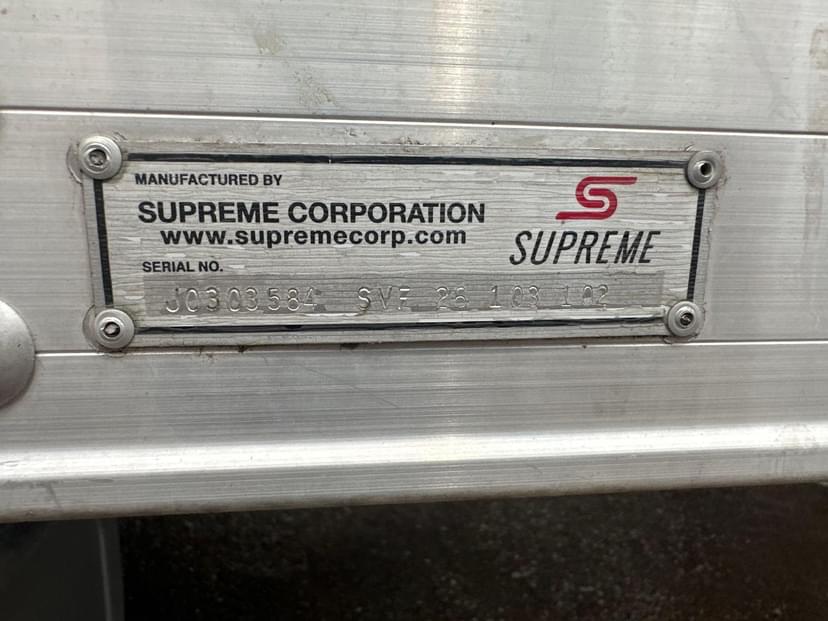 MANUFACTURED BY
SUPREME CORPORATION
www.supremecorp.com
SUPREME
SERIAL NO.
J0303584 SVF 26 103 102